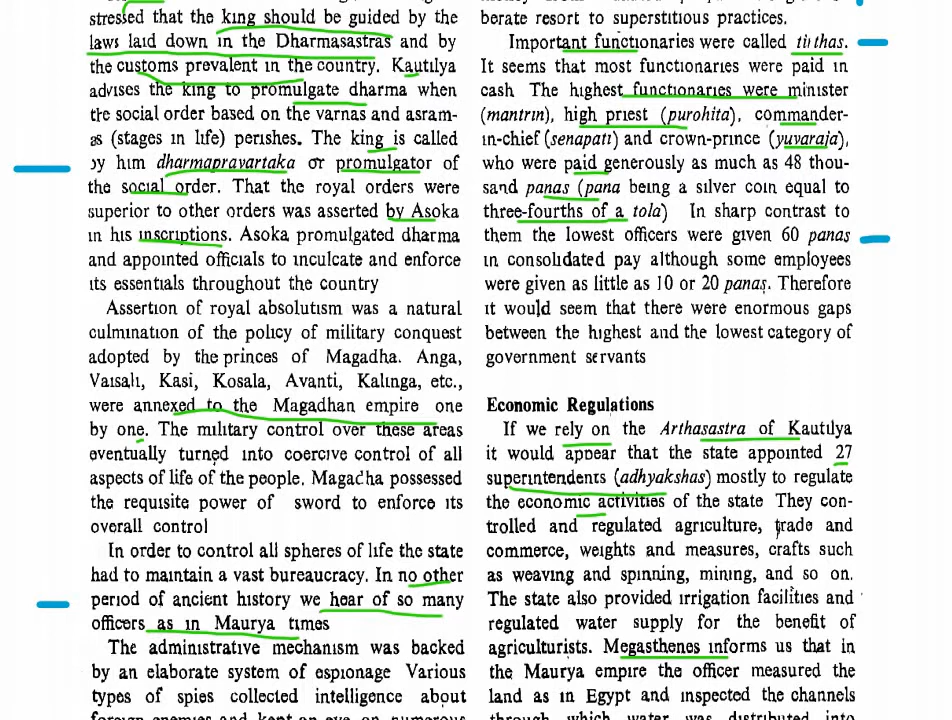 stressed that the king should be guided by the
laws laid down in the Dharmasastras and by
the customs prevalent in the country. Kautilya
advises the king to promulgate dharma when
the social order based on the varnas and asram-
as (stages in life) perishes. The king is called
by him dharmapravartaka or promulgator of
the social order. That the royal orders were
superior to other orders was asserted by Asoka
in his inscriptions. Asoka promulgated dharma
and appointed officials to inculcate and enforce
its essentials throughout the country
Assertion of royal absolutism was a natural
culmination of the policy of military conquest
adopted by the princes of Magadha. Anga,
Vaisali, Kasi, Kosala, Avanti, Kalinga, etc.,
were annexed to the Magadhan empire one
by one. The military control over these areas
eventually turned into coercive control of all
aspects of life of the people. Magadha possessed
the requisite power of sword to enforce its
overall control
In order to control all spheres of life the state
had to maintain a vast bureaucracy. In no other
period of ancient history we hear of so many
officers as in Maurya times
The administrative mechanism was backed
by an elaborate system of espionage Various
types of spies collected intelligence about
foreign enemies and kept an eye on numerous
berate resort to superstitious practices.
Important functionaries were called tirthas.
It seems that most functionaries were paid in
cash The highest functionaries were minister
(mantrin), high priest (purohita), commander-
in-chief (senapati) and crown-prince (yuvaraja),
who were paid generously as much as 48 thou-
sand panas (pana being a silver coin equal to
three-fourths of a tola) In sharp contrast to
them the lowest officers were given 60 panas
in consolidated pay although some employees
were given as little as 10 or 20 panas. Therefore
it would seem that there were enormous gaps
between the highest and the lowest category of
government servants
Economic Regulations
If we rely on the Arthasastra of Kautilya
it would appear that the state appointed 27
superintendents (adhyakshas) mostly to regulate
the economic activities of the state They con-
trolled and regulated agriculture, trade and
commerce, weights and measures, crafts such
as weaving and spinning, mining, and so on.
The state also provided irrigation facilities and
regulated water supply for the benefit of
agriculturists. Megasthenes informs us that in
the Maurya empire the officer measured the
land as in Egypt and inspected the channels
through which water was distributed into